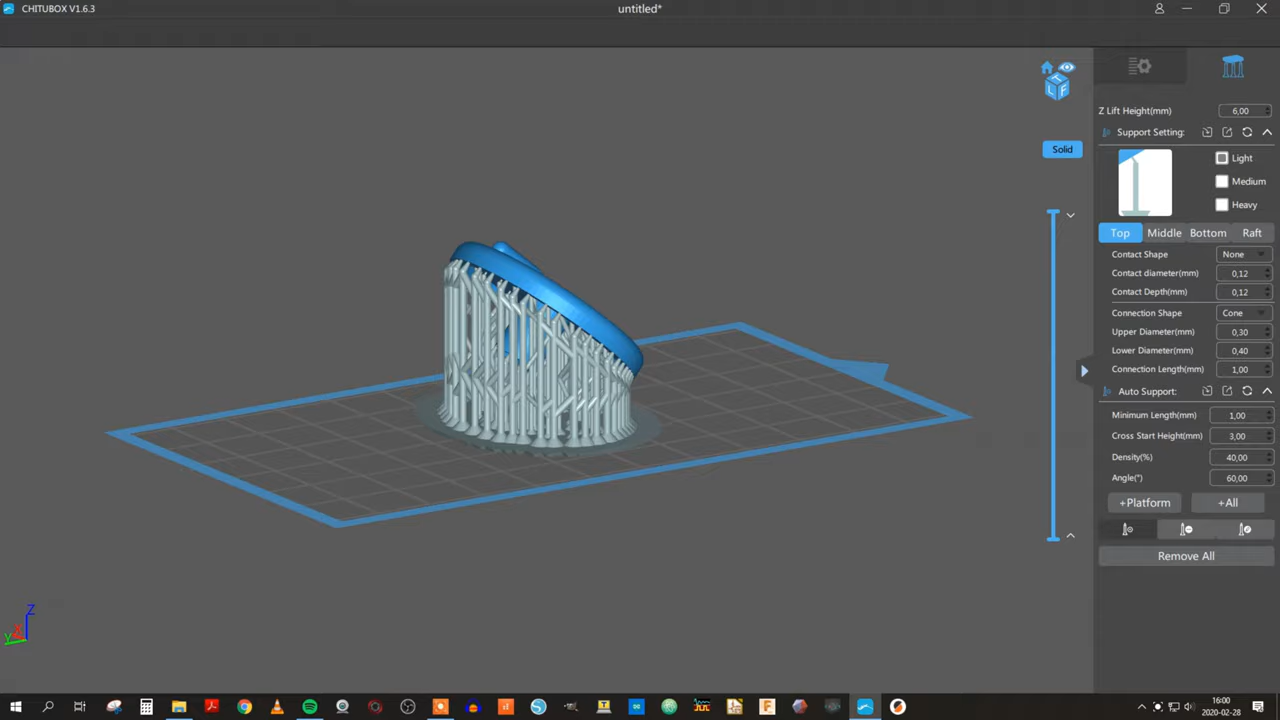 CHITUBOX V1.6.3
untitled*
Z Lift Height(mm) 6,00
Support Setting:
Light
Medium
Heavy
Solid
Top Middle Bottom Raft
Contact Shape None
Contact diameter(mm) 0,12
Contact Depth(mm) 0,12
Connection Shape Cone
Upper Diameter(mm) 0,30
Lower Diameter(mm) 0,40
Connection Length(mm) 1,00
Auto Support:
Minimum Length(mm) 1,00
Cross Start Height(mm) 3,00
Density(%) 40,00
Angle(°) 60,00
+Platform +All
Remove All
T
L F
Z
X
Y
16:00
2020-02-28